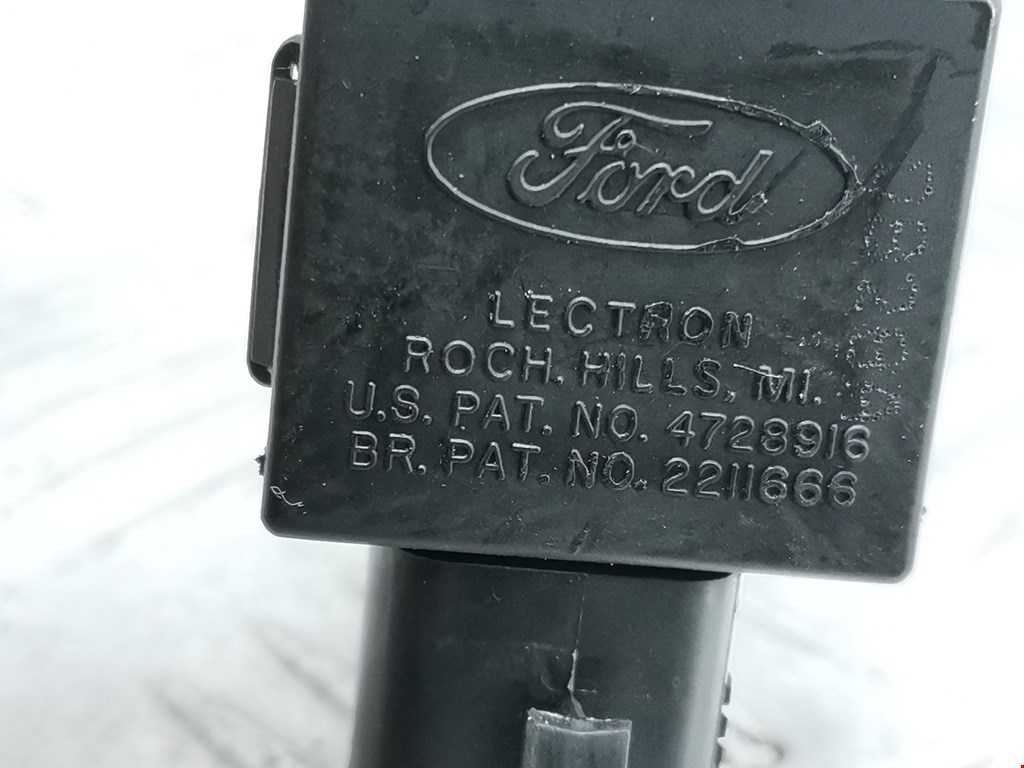 Ford
LECTRON
ROCH. HILLS, MI.
U.S. PAT. NO. 4728916
BR. PAT. NO. 2211666